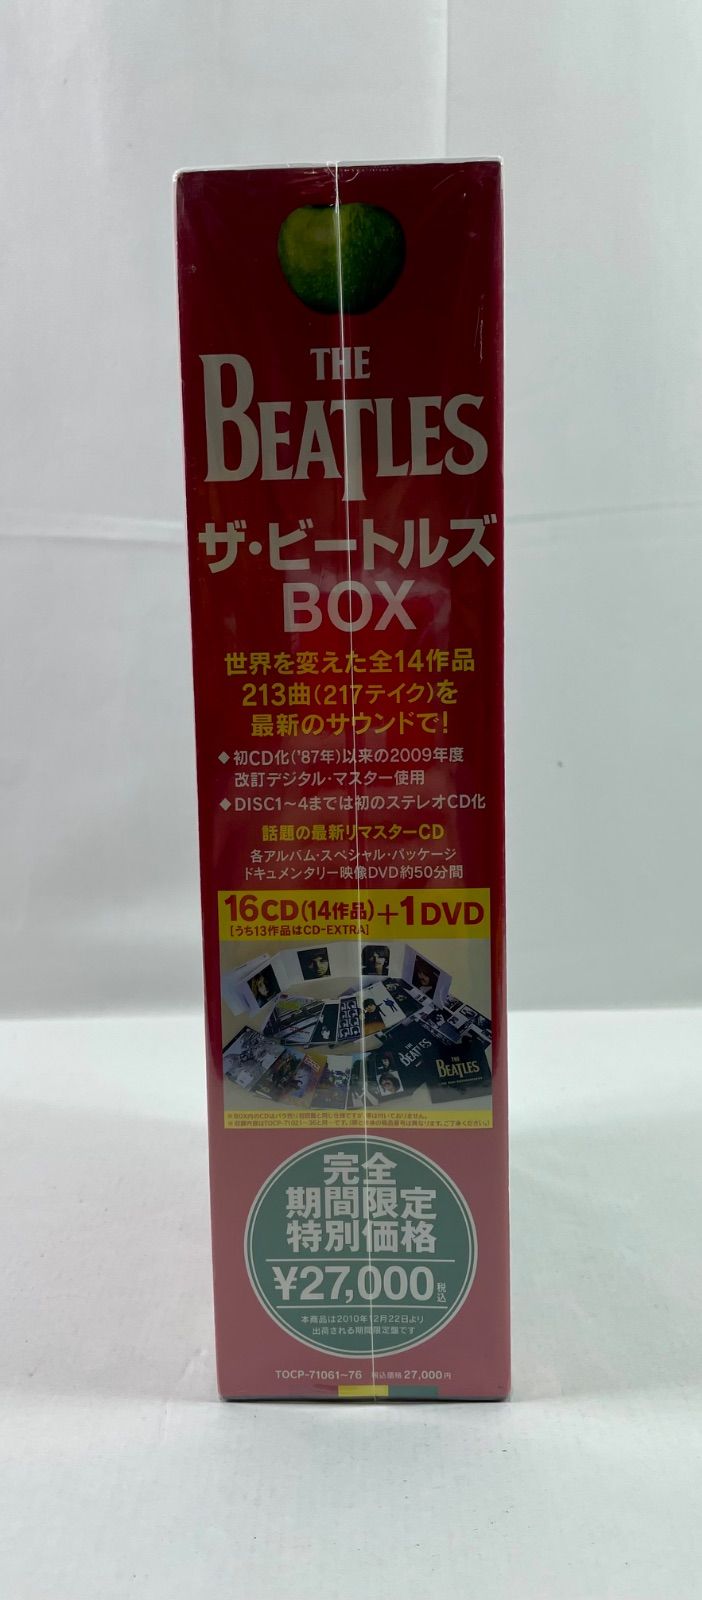 THE
BEATLES
ザ・ビートルズ
BOX
世界を変えた全14作品
213曲(217テイク)を
最新のサウンドで!
◆初CD化('87年)以来の2009年度
改訂デジタル・マスター使用
◆DISC1〜4までは初のステレオCD化
話題の最新リマスターCD
各アルバム・スペシャル・パッケージ
ドキュメンタリー映像DVD約50分間
16CD(14作品)+1DVD
[うち13作品はCD-EXTRA]
THE
BEATLES
THE
BEATLES
完全
期間限定
特別価格
¥27,000税込
本商品は2010年12月22日より
出荷される期間限定盤です
TOCP-71061~76 税込価格 27,000円